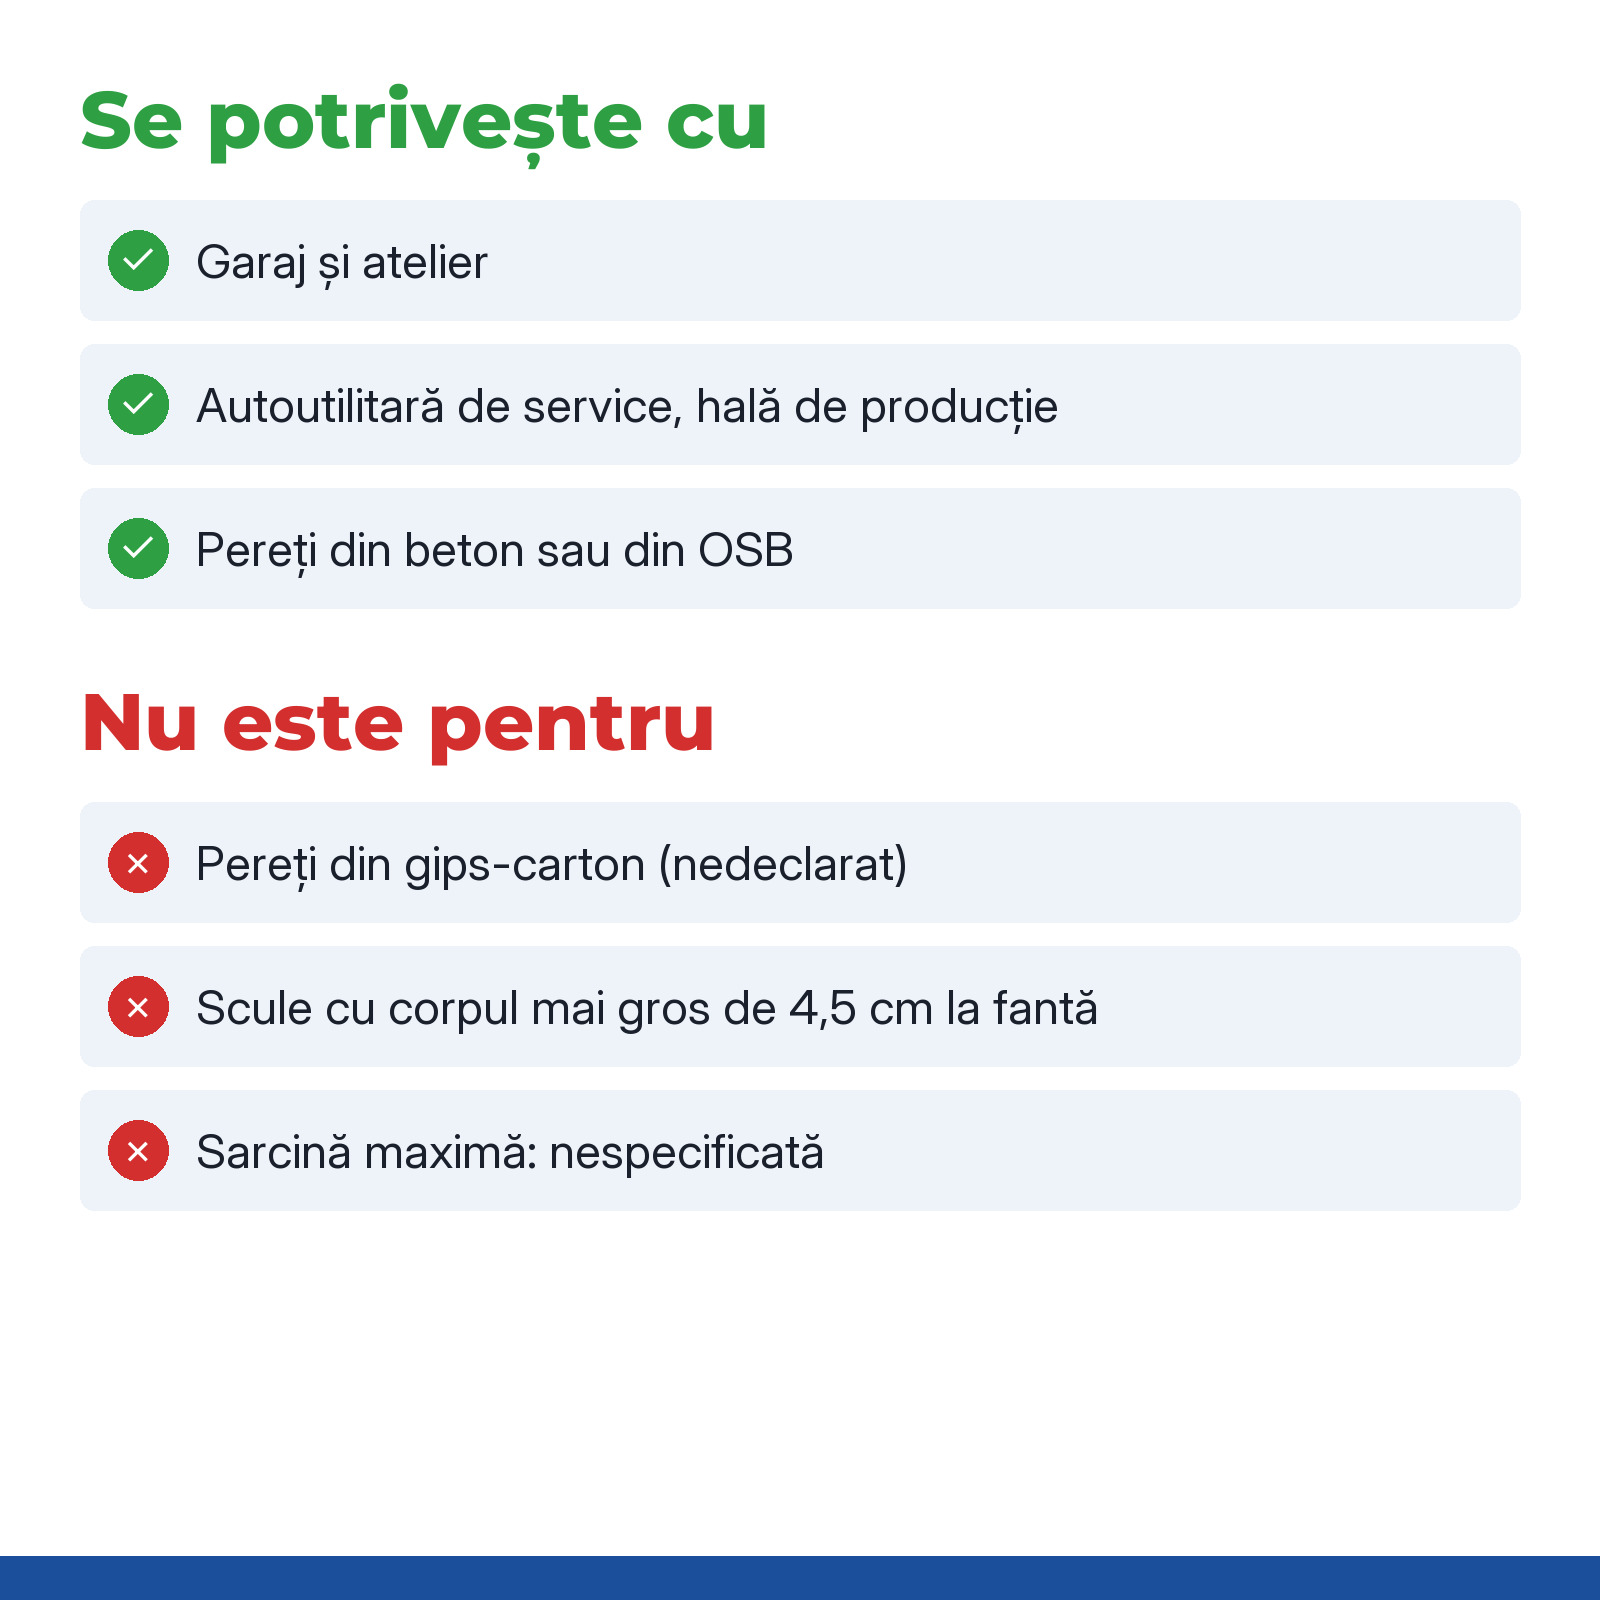 Se potrivește cu
Garaj și atelier
Autoutilitară de service, hală de producție
Pereți din beton sau din OSB
Nu este pentru
Pereți din gips-carton (nedeclarat)
Scule cu corpul mai gros de 4,5 cm la fantă
Sarcină maximă: nespecificată